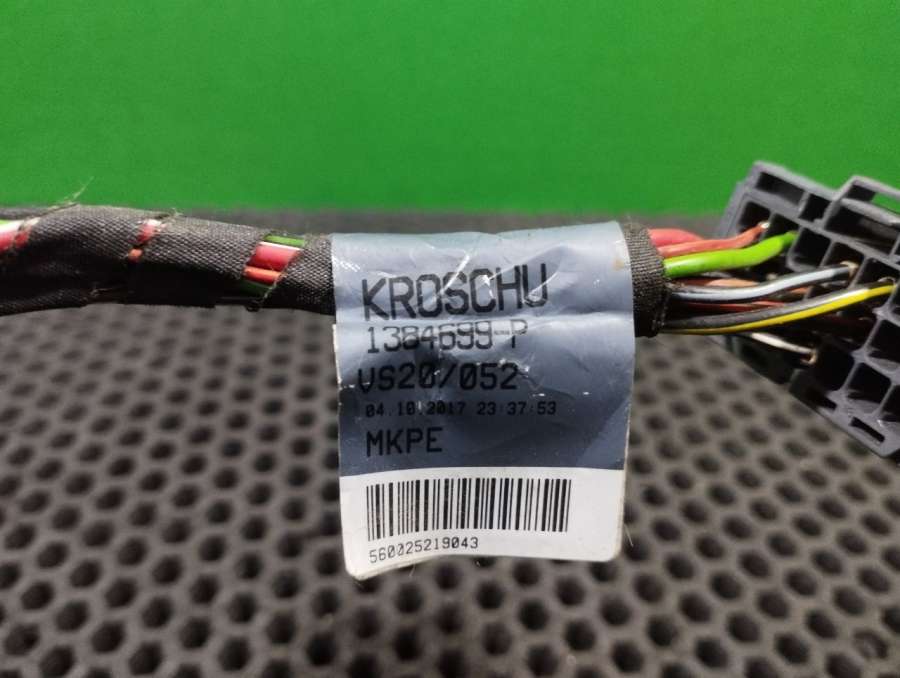 KROSCHU
1384699-P
VS20/052
04.10.2017 23:37:53
MKPE
560025219043